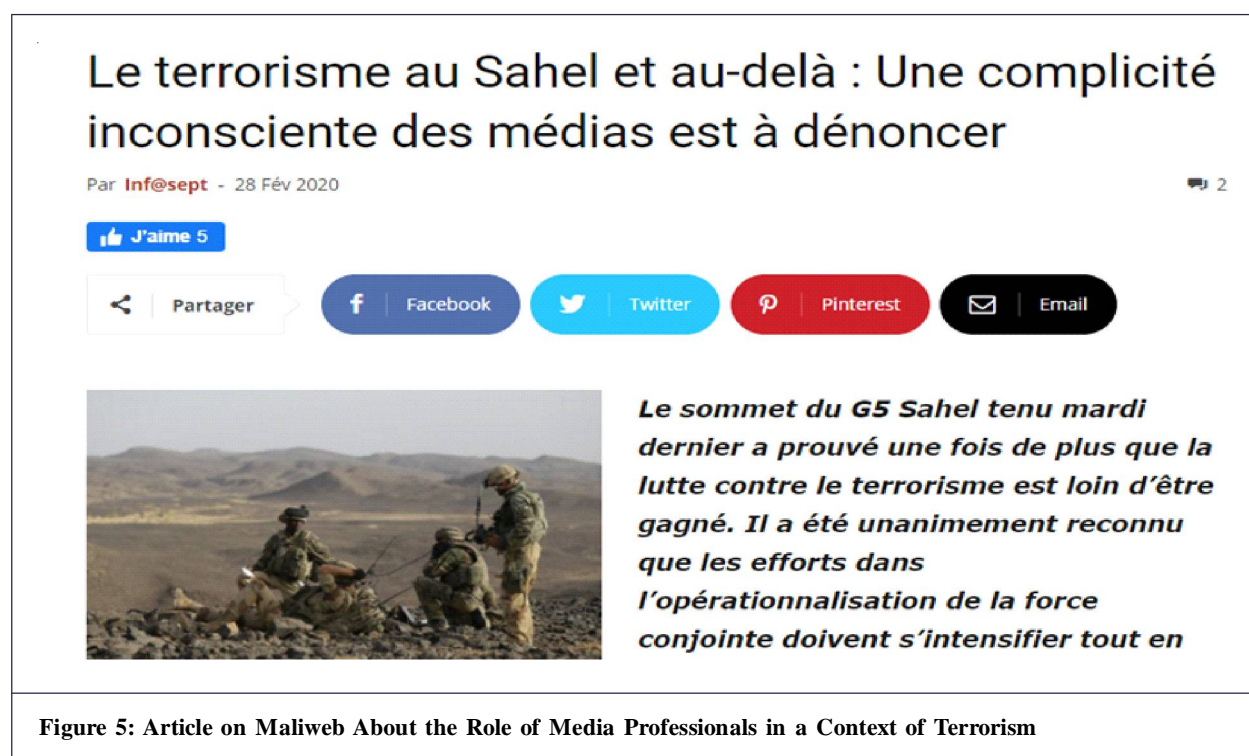 Le terrorisme au Sahel et au-delà : Une complicité
inconsciente des médias est à dénoncer
Par Inf@sept - 28 Fév 2020
2
J'aime 5
Partager
Facebook
Twitter
Pinterest
Email
Le sommet du G5 Sahel tenu mardi
dernier a prouvé une fois de plus que la
lutte contre le terrorisme est loin d'être
gagné. Il a été unanimement reconnu
que les efforts dans
l'opérationnalisation de la force
conjointe doivent s'intensifier tout en
Figure 5: Article on Maliweb About the Role of Media Professionals in a Context of Terrorism